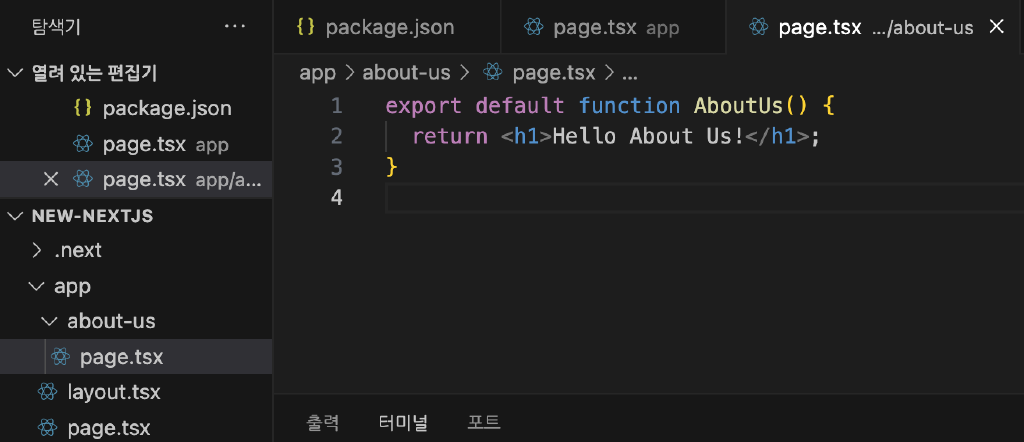 탐색기 ...
열려 있는 편집기
{} package.json
page.tsx app
× page.tsx app/a...
NEW-NEXTJS
.next
app
about-us
page.tsx
layout.tsx
page.tsx
{} package.json page.tsx app page.tsx .../about-us ×
app > about-us > page.tsx > ...
1 export default function AboutUs() {
2 return <h1>Hello About Us!</h1>;
3 }
4
출력 터미널 포트